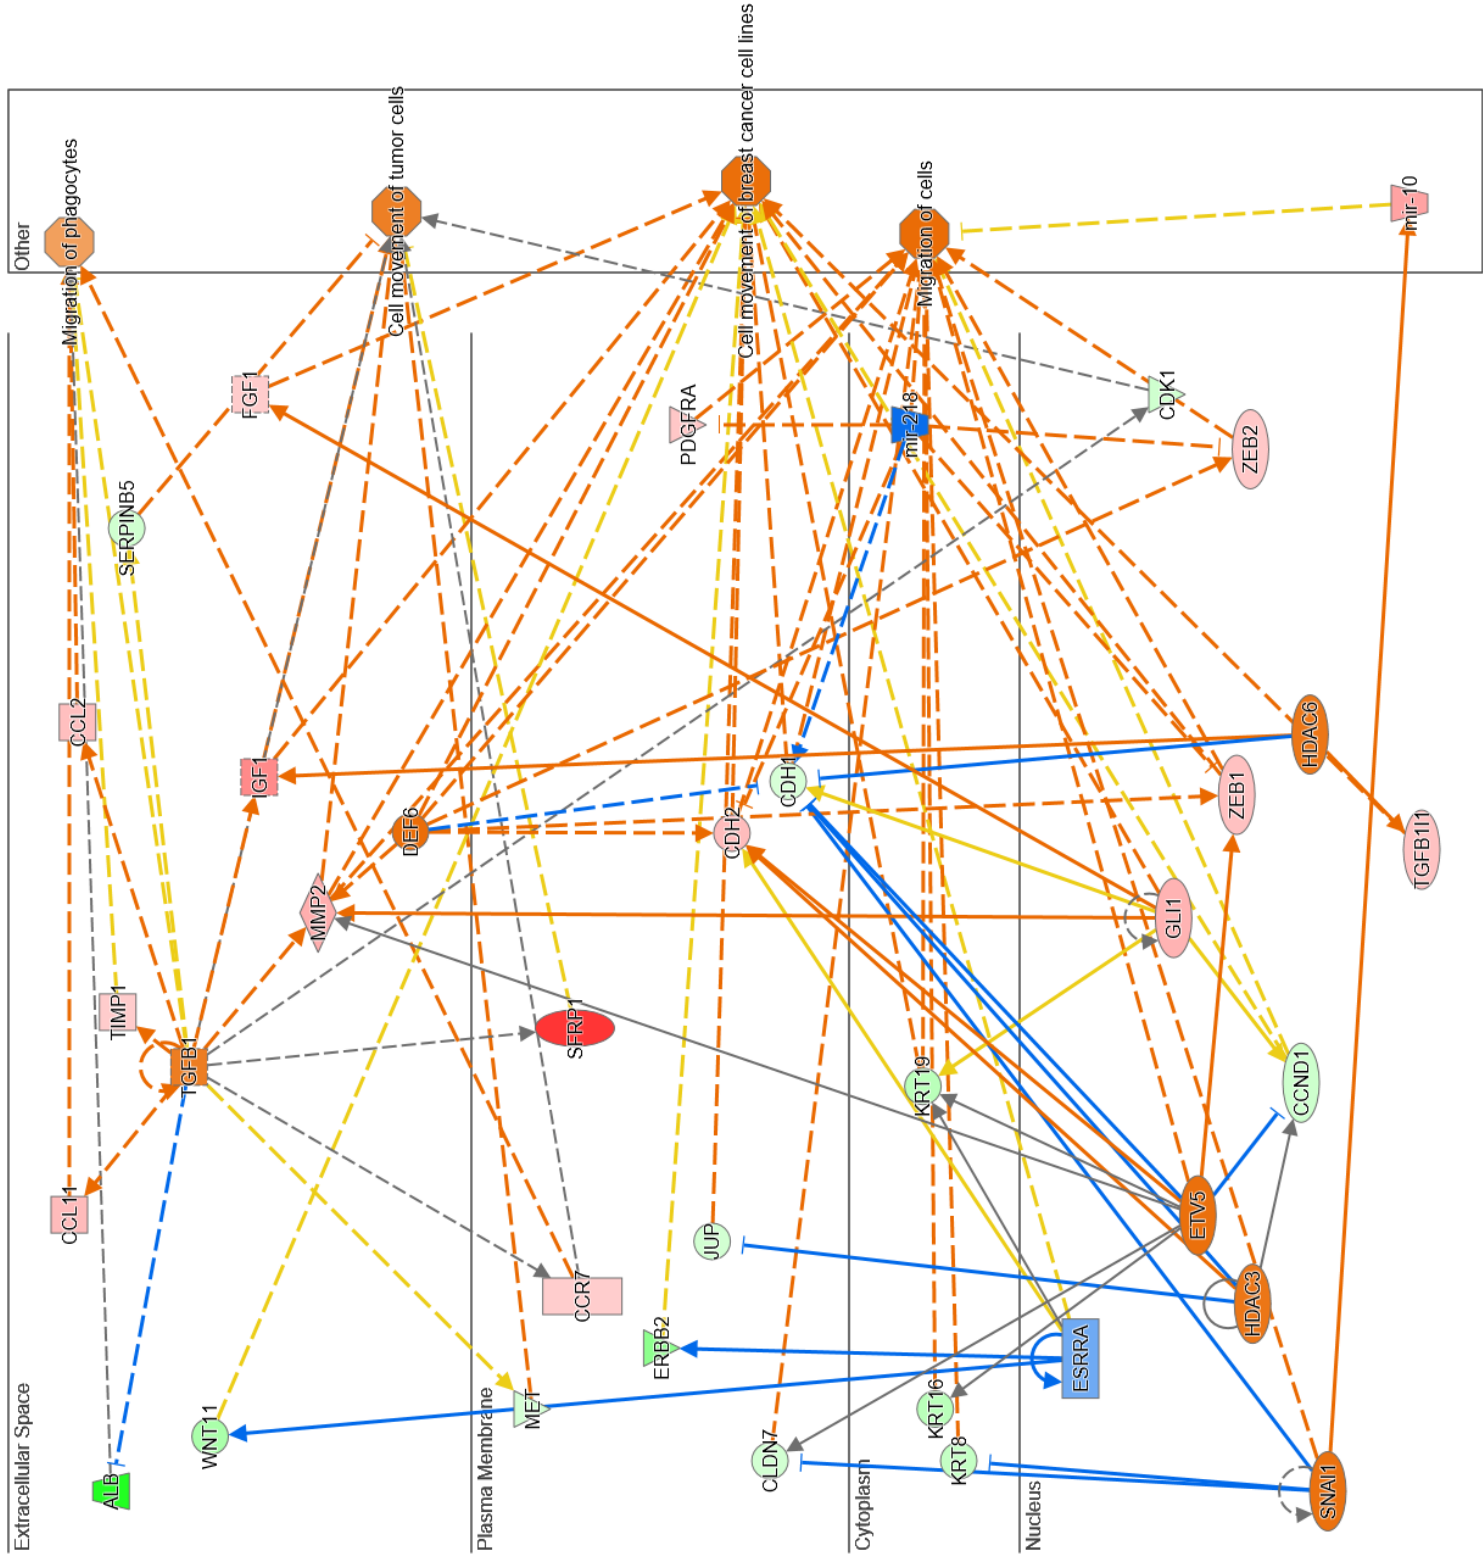 Extracellular Space
Plasma Membrane
Cytoplasm
Nucleus
Other
Migration of phagocytes
Cell movement of tumor cells
Cell movement of breast cancer cell lines
Migration of cells
mir-10
FGF1
PDGFRA
mir-218
CDK1
ZEB2
SERPINB5
CCL2
IGF1
DEF6
CDH1
CDH2
HDAC6
ZEB1
TGFB1I1
MMP2
GLI1
TIMP1
TGFB1
SFRP1
KRT19
CCND1
CCL11
JUP
ETV5
CCR7
HDAC3
ERBB2
ESRRA
MET
KRT16
WNT11
CLDN7
KRT8
ALB
SNAI1